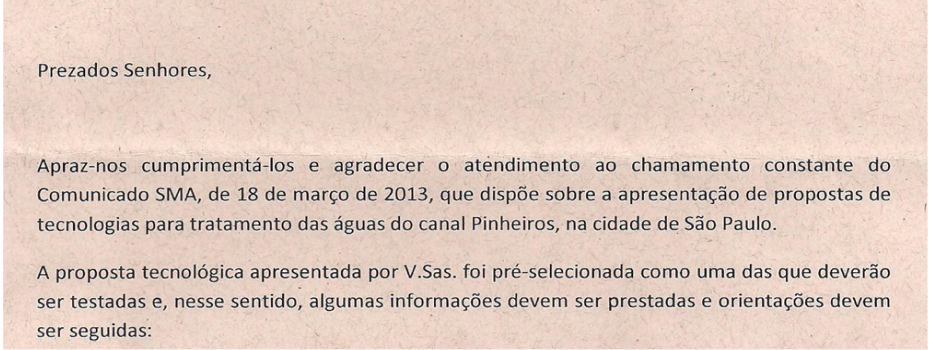 Prezados Senhores,
Apraz-nos cumprimentá-los e agradecer o atendimento ao chamamento constante do
Comunicado SMA, de 18 de março de 2013, que dispõe sobre a apresentação de propostas de
tecnologias para tratamento das águas do canal Pinheiros, na cidade de São Paulo.
A proposta tecnológica apresentada por V.Sas. foi pré-selecionada como uma das que deverão
ser testadas e, nesse sentido, algumas informações devem ser prestadas e orientações devem
ser seguidas: